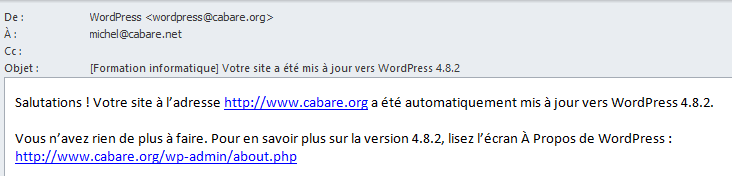 De : WordPress <wordpress@cabare.org>
À : michel@cabare.net
Cc :
Objet : [Formation informatique] Votre site a été mis à jour vers WordPress 4.8.2
Salutations ! Votre site à l’adresse http://www.cabare.org a été automatiquement mis à jour vers WordPress 4.8.2.
Vous n’avez rien de plus à faire. Pour en savoir plus sur la version 4.8.2, lisez l’écran À Propos de WordPress :
http://www.cabare.org/wp-admin/about.php